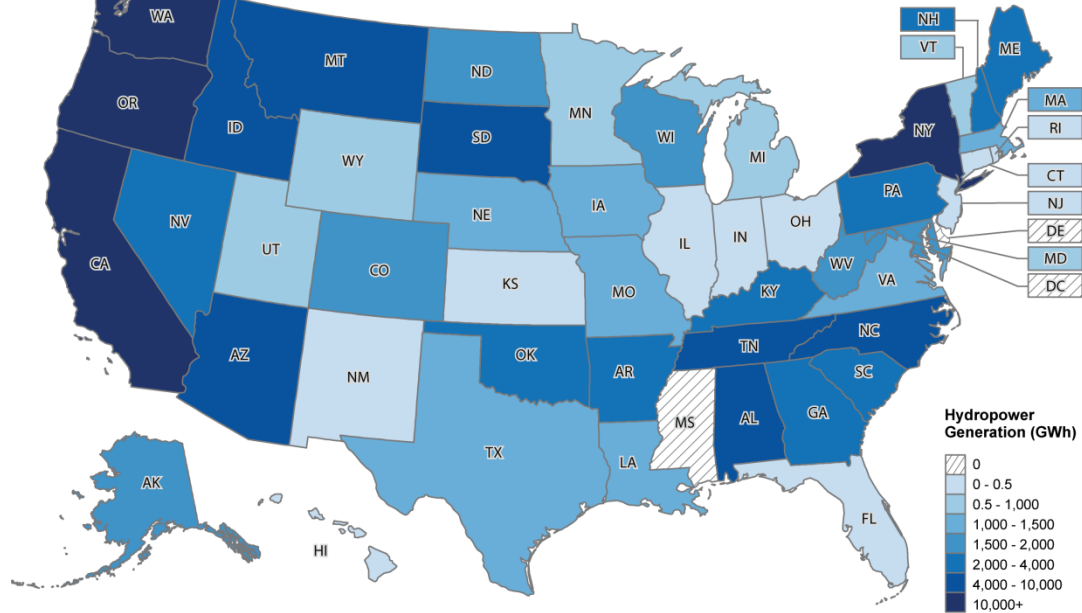 WA
NH
ME
VT
MT
ND
MN
OR
ID
SD
WI
MI
NY
MA
RI
WY
CT
PA
NJ
NE
IA
NV
OH
DE
UT
IL
IN
MD
CA
CO
WV
VA
DC
KS
MO
KY
NC
TN
AZ
OK
AR
NM
SC
MS
AL
GA
TX
LA
AK
FL
HI
Hydropower
Generation (GWh)
0
0 - 0.5
0.5 - 1,000
1,000 - 1,500
1,500 - 2,000
2,000 - 4,000
4,000 - 10,000
10,000+